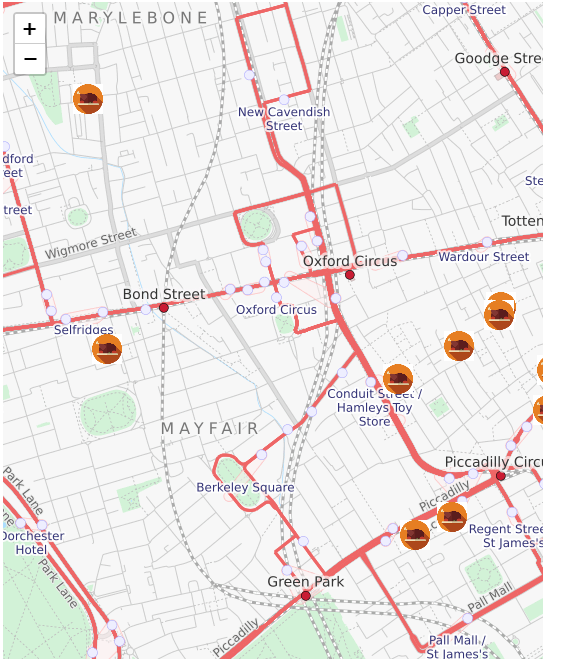 +
−
MARYLEBONE
Capper Street
Goodge Stre
New Cavendish
Street
dford
eet
Ste
treet
Wigmore Street
Totten
Oxford Circus
Wardour Street
Bond Street
Oxford Circus
Selfridges
Conduit Street /
Hamleys Toy
Store
MAYFAIR
Piccadilly Circu
Park Lane
Berkeley Square
Piccadilly
Dorchester
Hotel
Regent Stree
St James's
Park Lane
Green Park
Pall Mall
Piccadilly
Pall Mall /
St James's